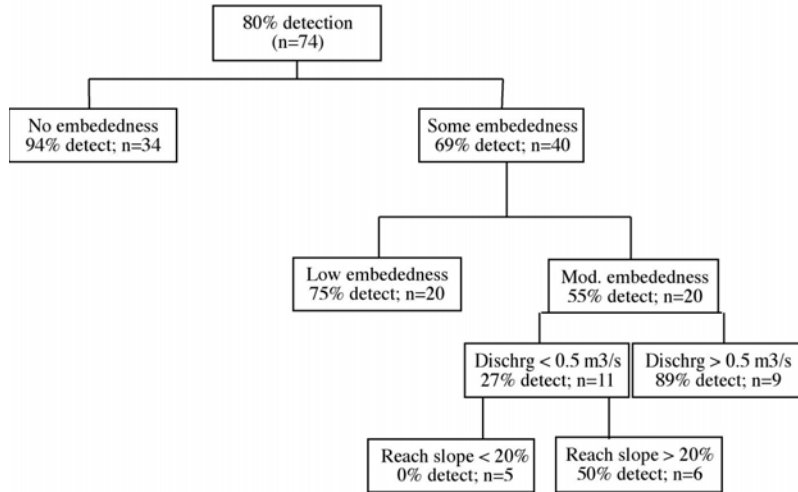 80% detection
(n=74)
No embededness
94% detect; n=34
Some embededness
69% detect; n=40
Low embededness
75% detect; n=20
Mod. embededness
55% detect; n=20
Dischrg < 0.5 m3/s
27% detect; n=11
Dischrg > 0.5 m3/s
89% detect; n=9
Reach slope < 20%
0% detect; n=5
Reach slope > 20%
50% detect; n=6